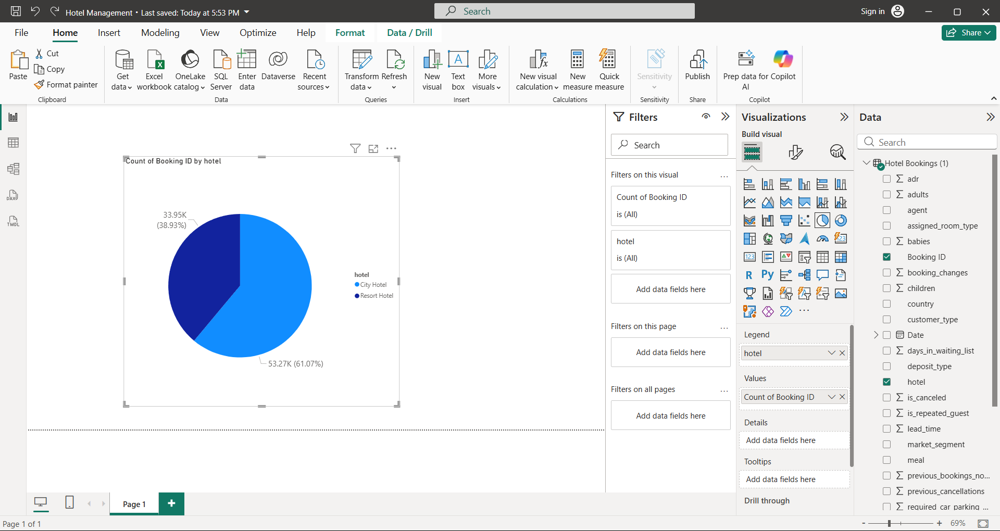 Hotel Management • Last saved: Today at 5:53 PM
Search
Sign in
File
Home
Insert
Modeling
View
Optimize
Help
Format
Data / Drill
Share
Paste
Cut
Copy
Format painter
Clipboard
Get data
Excel workbook
OneLake catalog
SQL Server
Enter data
Dataverse
Recent sources
Data
Transform data
Refresh
Queries
New visual
Text box
More visuals
Insert
New visual calculation
New measure
Quick measure
Calculations
Sensitivity
Sensitivity
Publish
Share
Prep data for AI
Copilot
Copilot
DAX
TMDL
Count of Booking ID by hotel
33.95K
(38.93%)
53.27K (61.07%)
hotel
City Hotel
Resort Hotel
Filters
Search
Filters on this visual
...
Count of Booking ID
is (All)
hotel
is (All)
Add data fields here
Filters on this page
...
Add data fields here
Filters on all pages
...
Add data fields here
Visualizations
Build visual
123
123
R
Py
...
Legend
hotel
Values
Count of Booking ID
Details
Add data fields here
Tooltips
Add data fields here
Drill through
Data
Search
Hotel Bookings (1)
adr
adults
agent
assigned_room_type
babies
Booking ID
booking_changes
children
country
customer_type
Date
days_in_waiting_list
deposit_type
hotel
is_canceled
is_repeated_guest
lead_time
market_segment
meal
previous_bookings_no...
previous_cancellations
required_car_parking_...
Page 1
+
Page 1 of 1
- + 69%